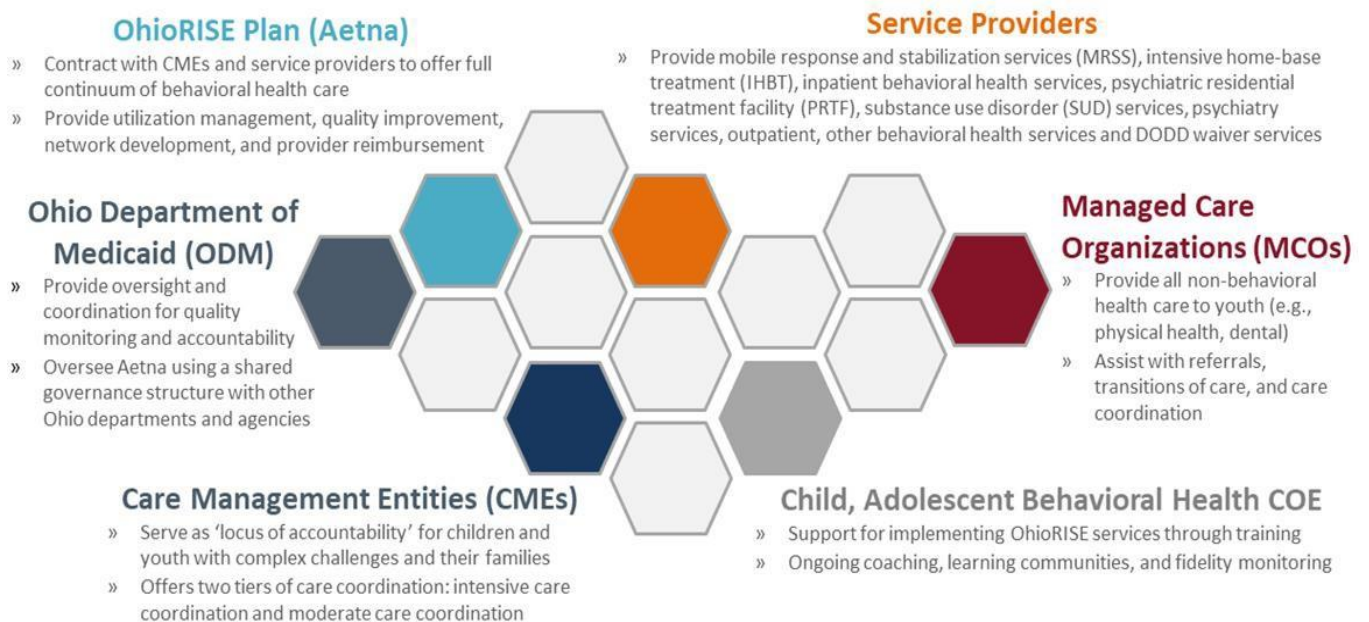 OhioRISE Plan (Aetna)
» Contract with CMEs and service providers to offer full
continuum of behavioral health care
» Provide utilization management, quality improvement,
network development, and provider reimbursement
Service Providers
» Provide mobile response and stabilization services (MRSS), intensive home-base
treatment (IHBT), inpatient behavioral health services, psychiatric residential
treatment facility (PRTF), substance use disorder (SUD) services, psychiatry
services, outpatient, other behavioral health services and DODD waiver services
Ohio Department of
Medicaid (ODM)
» Provide oversight and
coordination for quality
monitoring and accountability
» Oversee Aetna using a shared
governance structure with other
Ohio departments and agencies
Managed Care
Organizations (MCOs)
» Provide all non-behavioral
health care to youth (e.g.,
physical health, dental)
» Assist with referrals,
transitions of care, and care
coordination
Care Management Entities (CMEs)
» Serve as ‘locus of accountability’ for children and
youth with complex challenges and their families
» Offers two tiers of care coordination: intensive care
coordination and moderate care coordination
Child, Adolescent Behavioral Health COE
» Support for implementing OhioRISE services through training
» Ongoing coaching, learning communities, and fidelity monitoring